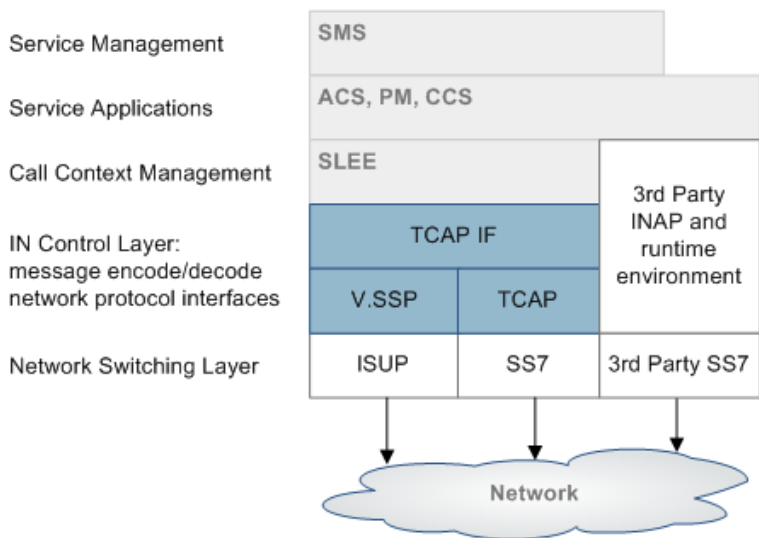 Service Management
SMS
Service Applications
ACS, PM, CCS
Call Context Management
SLEE
3rd Party
INAP and
runtime
environment
IN Control Layer:
message encode/decode
network protocol interfaces
TCAP IF
V.SSP
TCAP
Network Switching Layer
ISUP
SS7
3rd Party SS7
Network